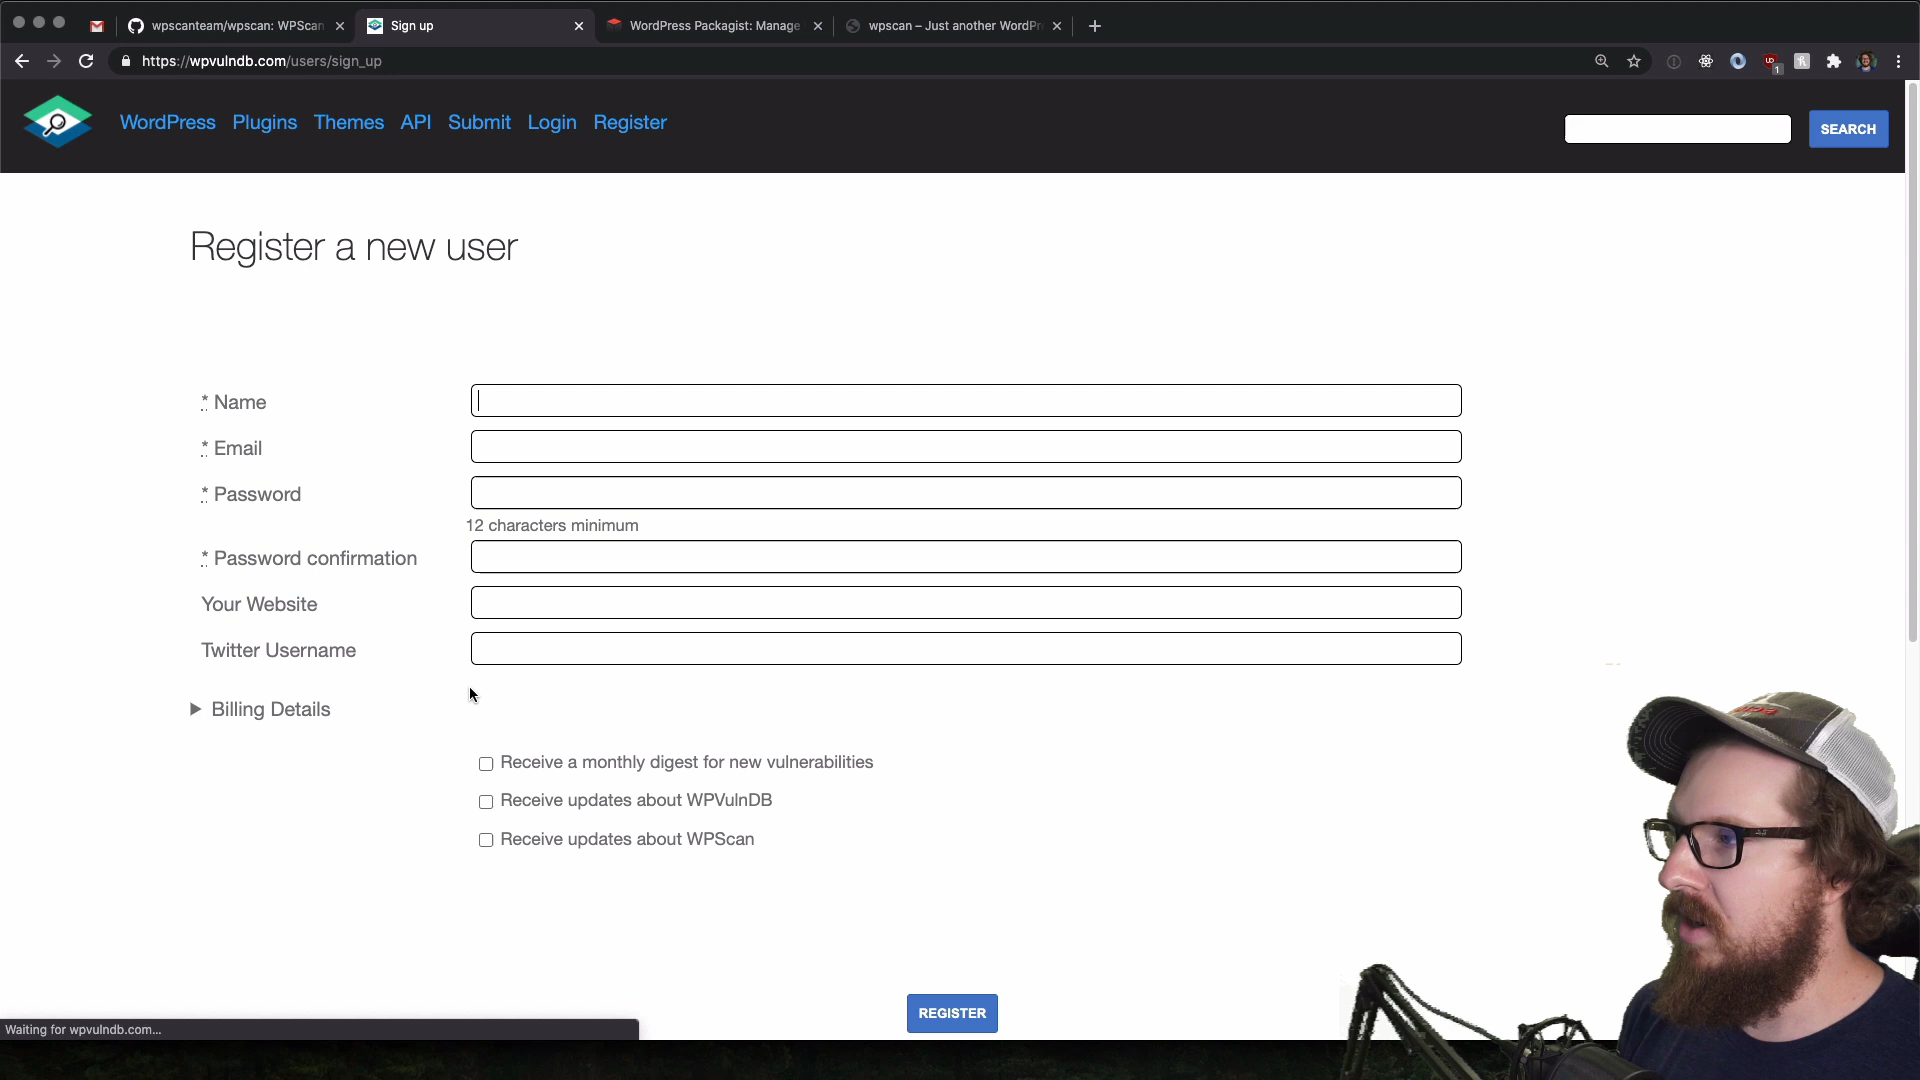 wpscanteam/wpscan: WPScan
Sign up
WordPress Packagist: Manage
wpscan – Just another WordPr
https://wpvulndb.com/users/sign_up
WordPress Plugins Themes API Submit Login Register
SEARCH
Register a new user
* Name
* Email
* Password
12 characters minimum
* Password confirmation
Your Website
Twitter Username
Billing Details
Receive a monthly digest for new vulnerabilities
Receive updates about WPVulnDB
Receive updates about WPScan
REGISTER
Waiting for wpvulndb.com...